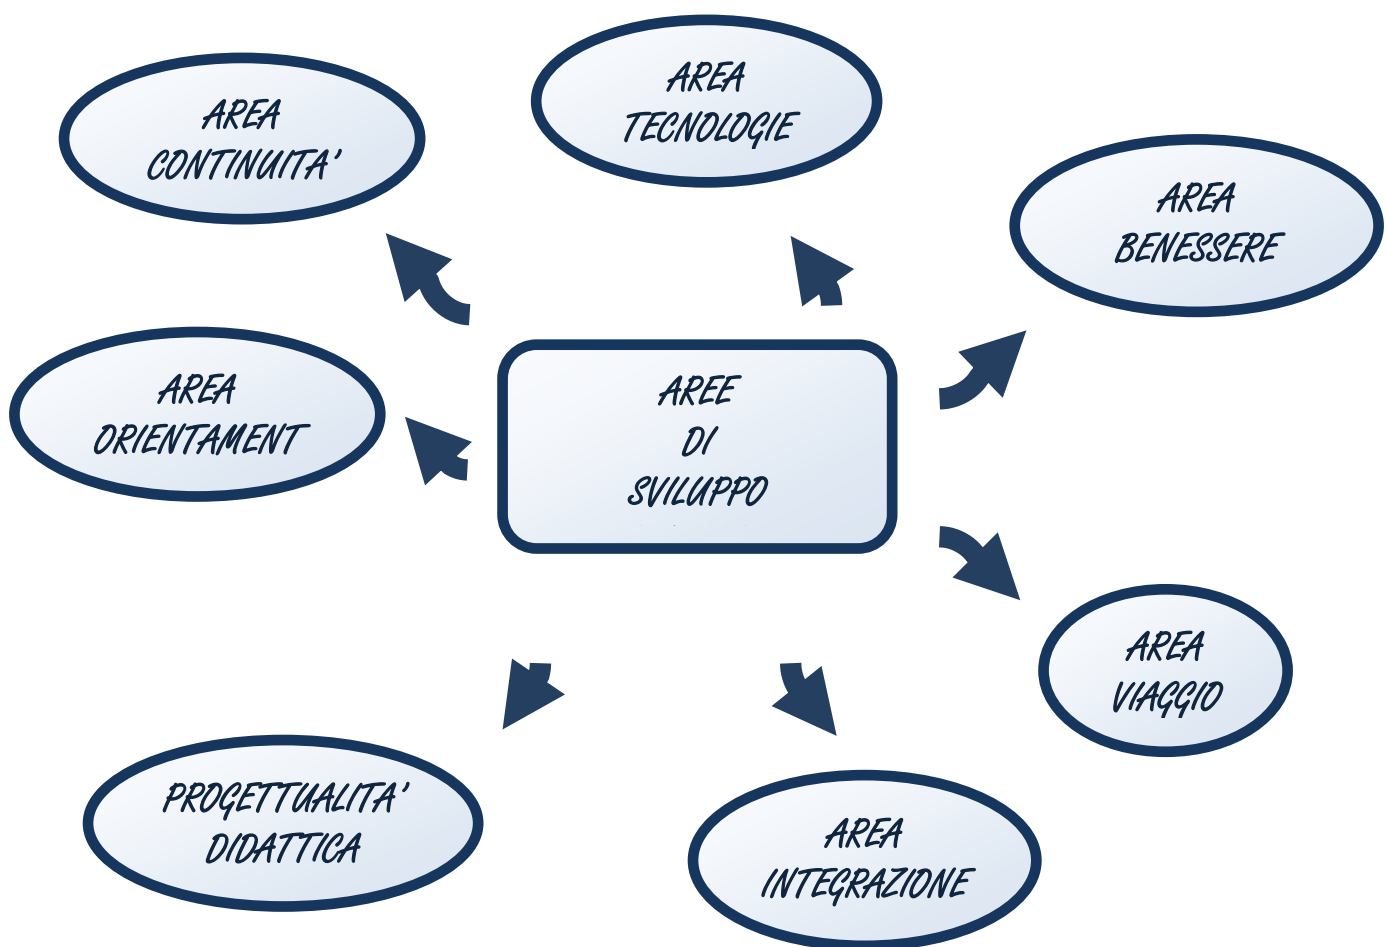 AREA
TECNOLOGIE
AREA
CONTINUITA'
AREA
BENESSERE
AREA
ORIENTAMENT
AREE
DI
SVILUPPO
AREA
VIAGGIO
PROGETTUALITA'
DIDATTICA
AREA
INTEGRAZIONE